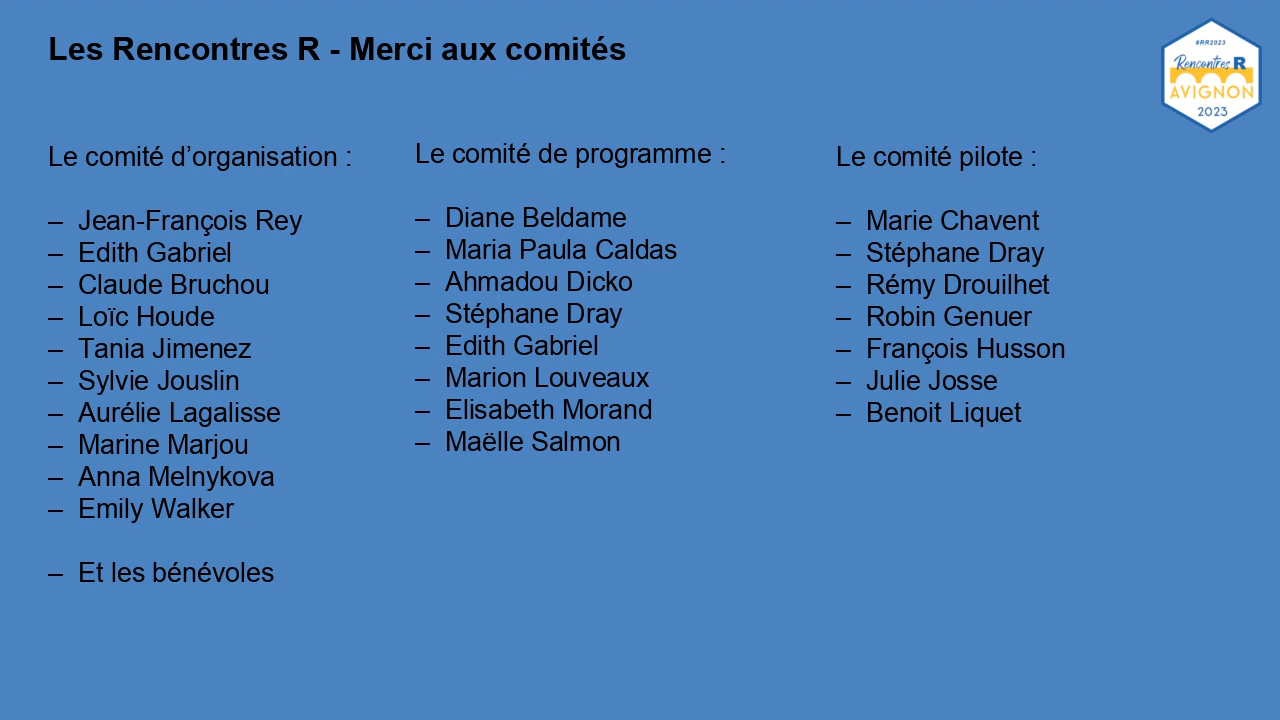 Les Rencontres R - Merci aux comités
#RR2023
Rencontres R
AVIGNON
2023
Le comité d’organisation :
– Jean-François Rey
– Edith Gabriel
– Claude Bruchou
– Loïc Houde
– Tania Jimenez
– Sylvie Jouslin
– Aurélie Lagalisse
– Marine Marjou
– Anna Melnykova
– Emily Walker
– Et les bénévoles
Le comité de programme :
– Diane Beldame
– Maria Paula Caldas
– Ahmadou Dicko
– Stéphane Dray
– Edith Gabriel
– Marion Louveaux
– Elisabeth Morand
– Maëlle Salmon
Le comité pilote :
– Marie Chavent
– Stéphane Dray
– Rémy Drouilhet
– Robin Genuer
– François Husson
– Julie Josse
– Benoit Liquet